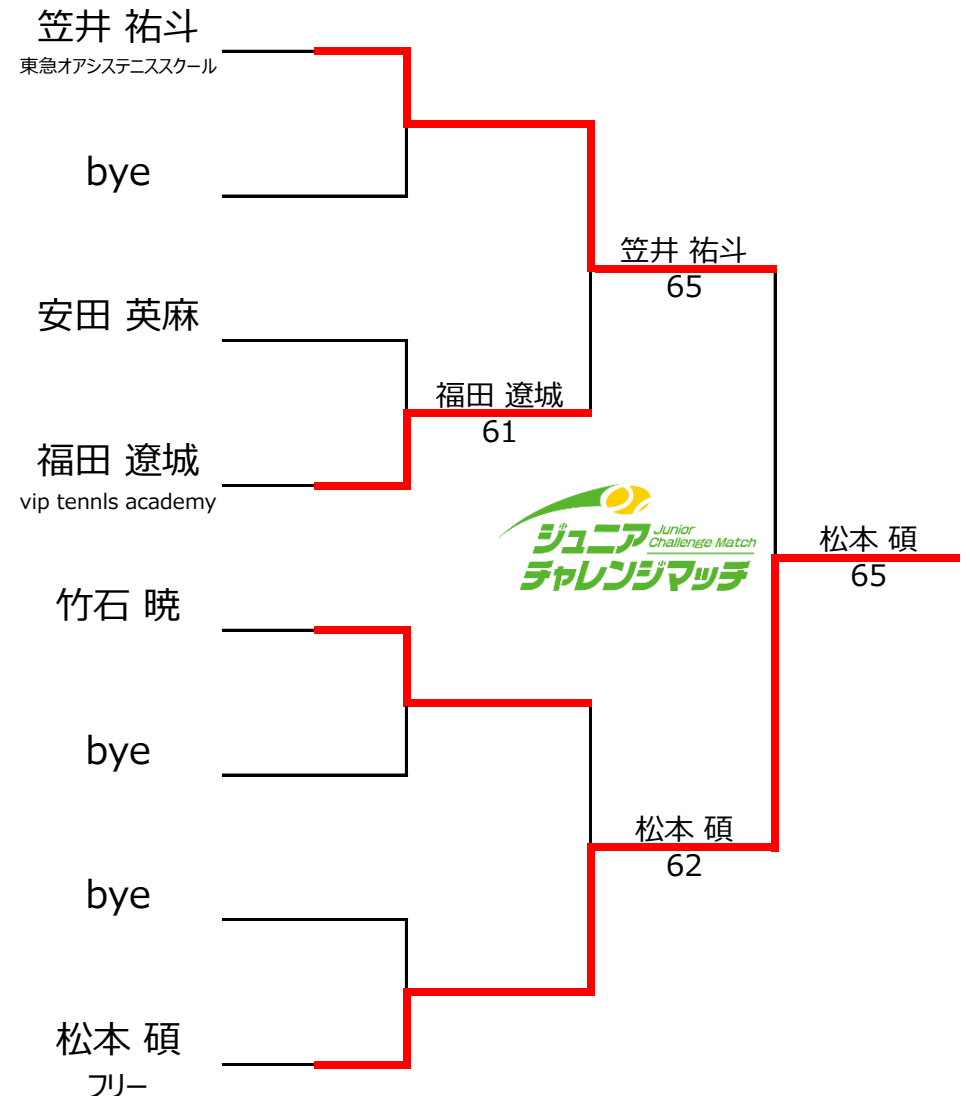 笠井 祐斗
東急オアシステニススクール
bye
笠井 祐斗
65
安田 英麻
福田 遼城
61
福田 遼城
vip tennls academy
ジュニア Junior Challenge Match
チャレンジマッチ
松本 碩
65
竹石 暁
bye
松本 碩
62
bye
松本 碩
フリー